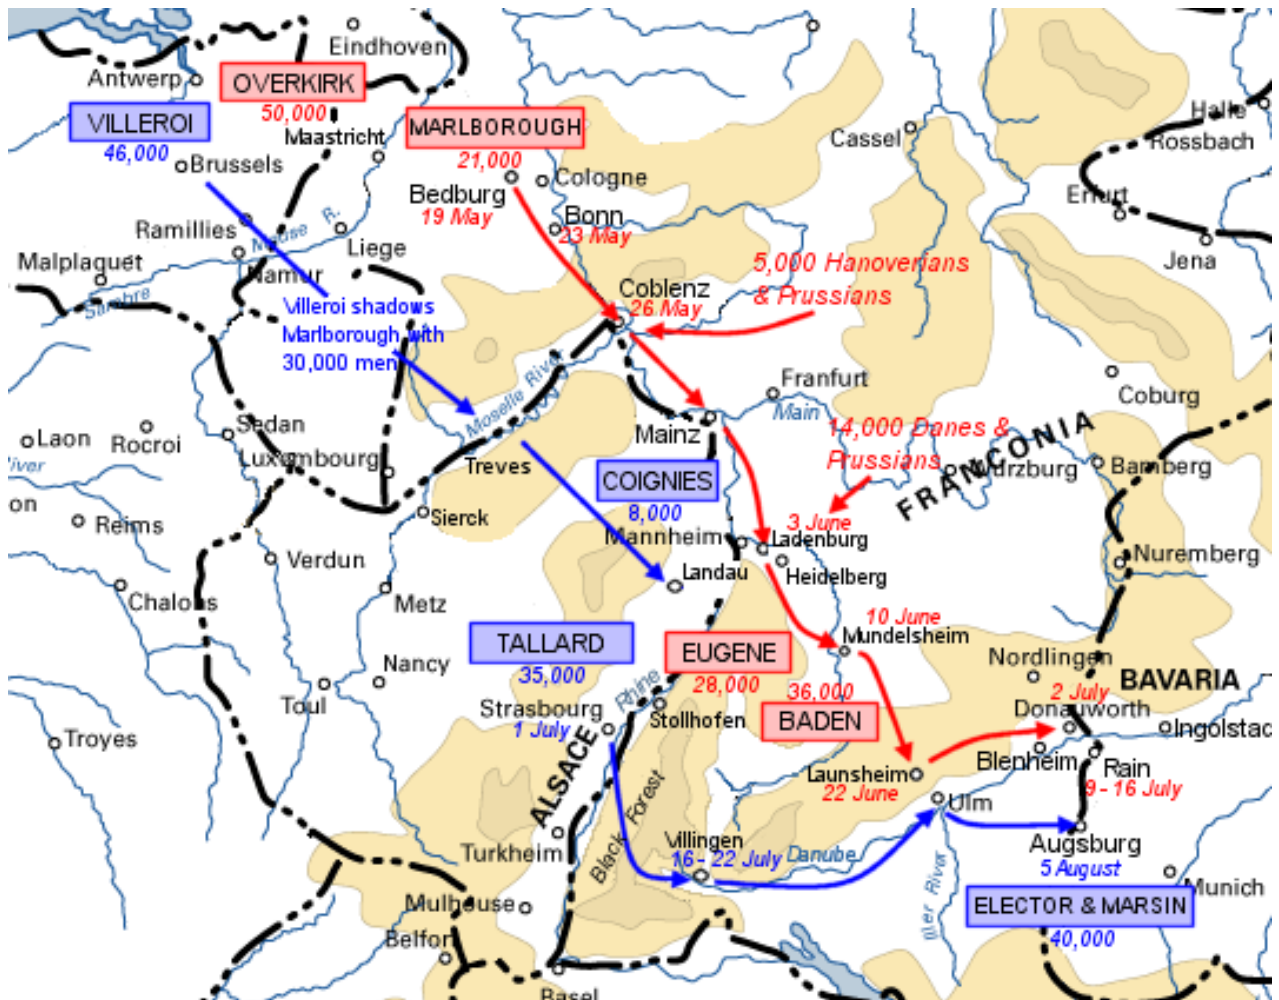 Eindhoven
Antwerp
OVERKIRK
50,000
VILLEROI
46,000
Maastricht
MARLBOROUGH
21,000
Brussels
Bedburg
19 May
Cologne
Bonn
23 May
Cassel
Halle
Rossbach
Erfurt
Jena
Ramillies
Meuse
R.
Liege
Malplaquet
Sambre
Namur
Villeroi shadows
Marlborough with
30,000 men
Coblenz
26 May
5,000 Hanoverians
& Prussians
Moselle River
Franfurt
Main
Coburg
Laon
Rocroi
Sedan
Luxembourg
Treves
Mainz
14,000 Danes &
Prussians
FRANCONIA
Wurzburg
Bamberg
iver
on
Reims
Sierck
COIGNIES
8,000
3 June
Mannheim
Ladenburg
Heidelberg
Landau
Nuremberg
Verdun
Chalons
Metz
10 June
Mundelsheim
TALLARD
35,000
EUGENE
28,000
36,000
BADEN
Nordlingen
BAVARIA
2 July
Donauworth
Ingolstad
Nancy
Toul
Rhine
Strasbourg
1 July
Stollhofen
Troyes
ALSACE
Blenheim
Rain
9-16 July
Launsheim
22 June
Ulm
Black Forest
Turkheim
Villingen
16-22 July
Danube
Augsburg
5 August
Iller River
Munich
ELECTOR & MARSIN
40,000
Mulhouse
Belfort
Basel